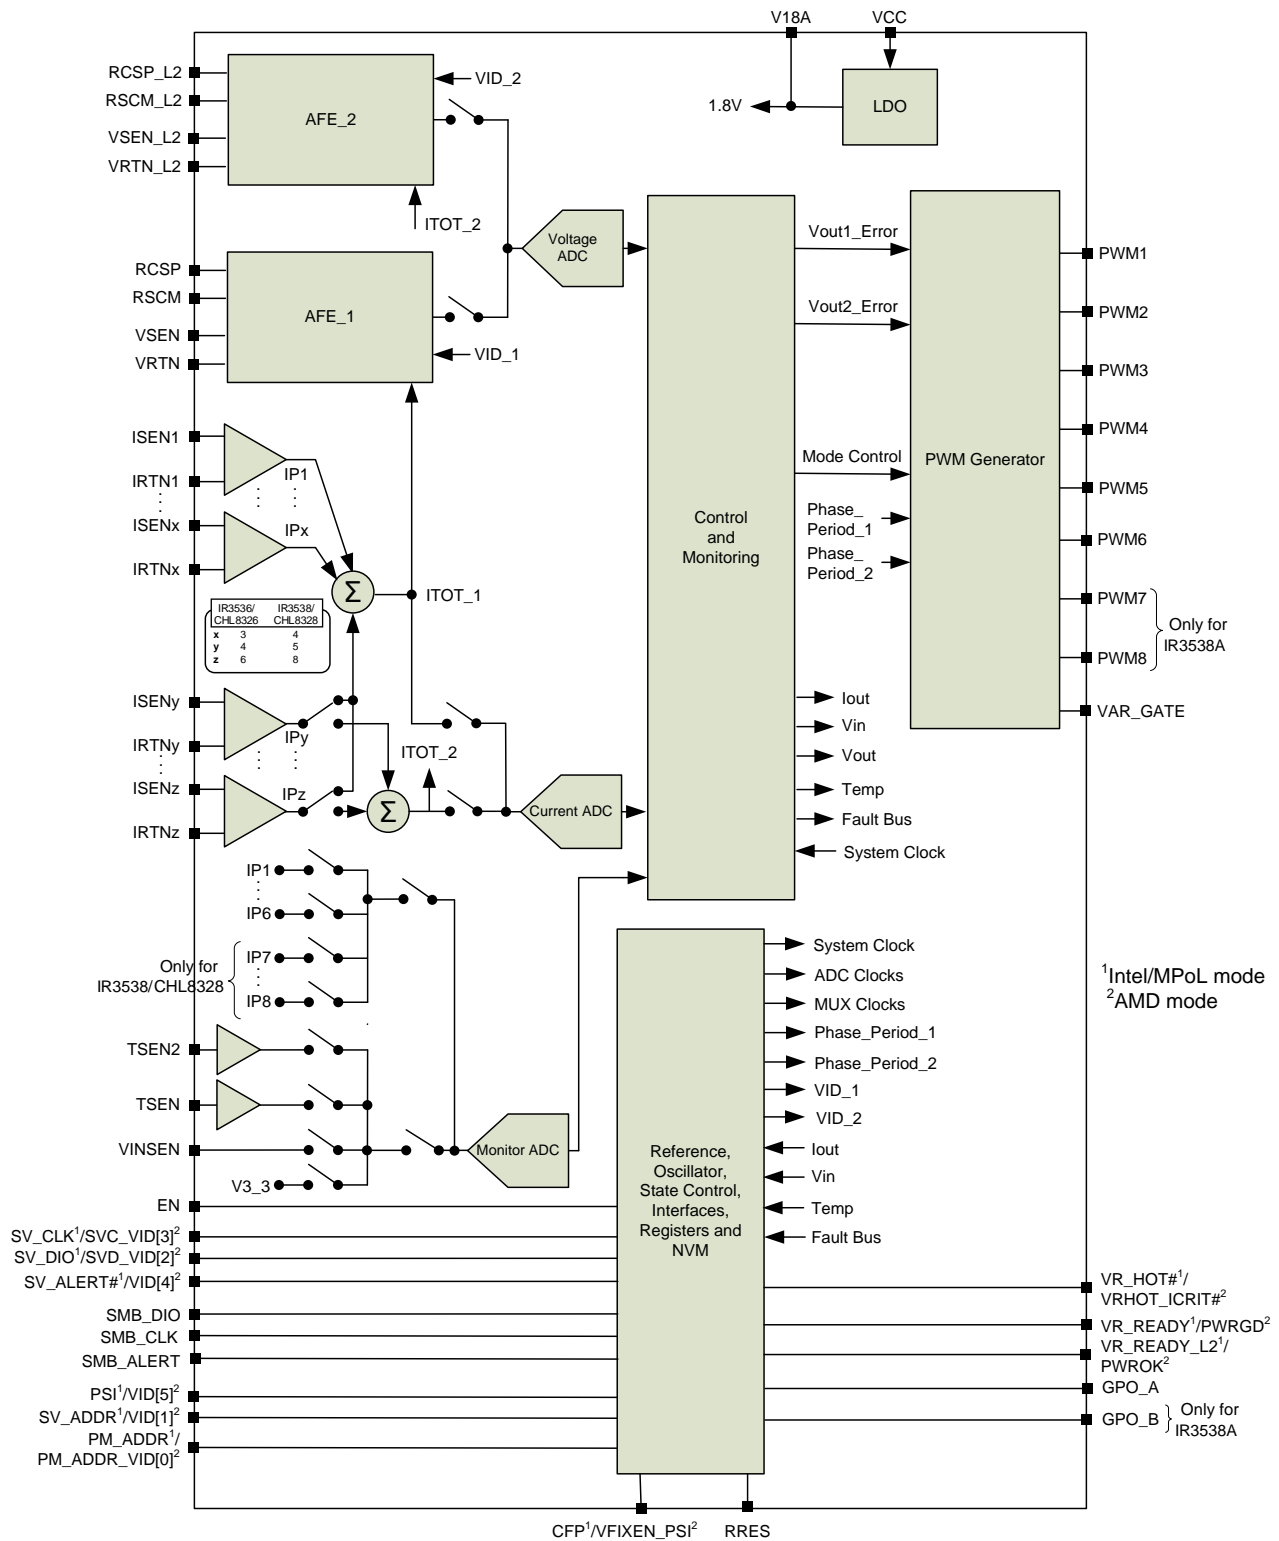 V18A
VCC
RCSP_L2
RSCM_L2
VSEN_L2
VRTN_L2
AFE_2
VID_2
ITOT_2
1.8V
LDO
Voltage
ADC
RCSP
RSCM
VSEN
VRTN
AFE_1
VID_1
Vout1_Error
Vout2_Error
Mode Control
Phase_
Period_1
Phase_
Period_2
Control
and
Monitoring
PWM Generator
PWM1
PWM2
PWM3
PWM4
PWM5
PWM6
PWM7
PWM8
Only for
IR3538A
VAR_GATE
ISEN1
IRTN1
ISENx
IRTNx
IP1
IPx
Σ
ITOT_1
IR3536/
CHL8326
IR3538/
CHL8328
x 3 4
y 4 5
z 6 8
ISENy
IRTNy
ISENz
IRTNz
IPy
IPz
ITOT_2
Σ
Current ADC
Iout
Vin
Vout
Temp
Fault Bus
System Clock
IP1
IP6
IP7
IP8
Only for
IR3538/CHL8328
TSEN2
TSEN
VINSEN
V3_3
Monitor ADC
EN
SV_CLK¹/SVC_VID[3]²
SV_DIO¹/SVD_VID[2]²
SV_ALERT#¹/VID[4]²
SMB_DIO
SMB_CLK
SMB_ALERT
PSI¹/VID[5]²
SV_ADDR¹/VID[1]²
PM_ADDR¹/
PM_ADDR_VID[0]²
Reference,
Oscillator,
State Control,
Interfaces,
Registers and
NVM
System Clock
ADC Clocks
MUX Clocks
Phase_Period_1
Phase_Period_2
VID_1
VID_2
Iout
Vin
Temp
Fault Bus
¹Intel/MPoL mode
²AMD mode
VR_HOT#¹/
VRHOT_ICRIT#²
VR_READY¹/PWRGD²
VR_READY_L2¹/
PWROK²
GPO_A
GPO_B
Only for
IR3538A
CFP¹/VFIXEN_PSI²
RRES